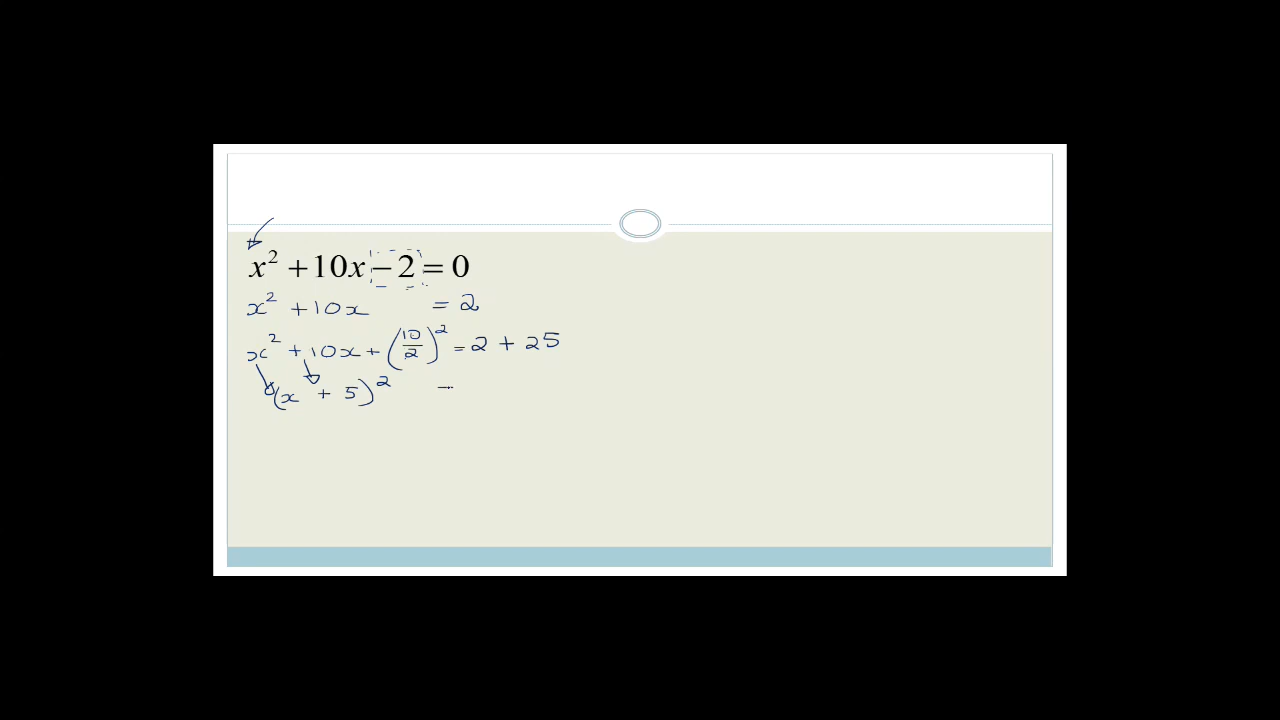 x² + 10x − 2 = 0
x² + 10x = 2
x² + 10x + (10/2)² = 2 + 25
(x + 5)² =